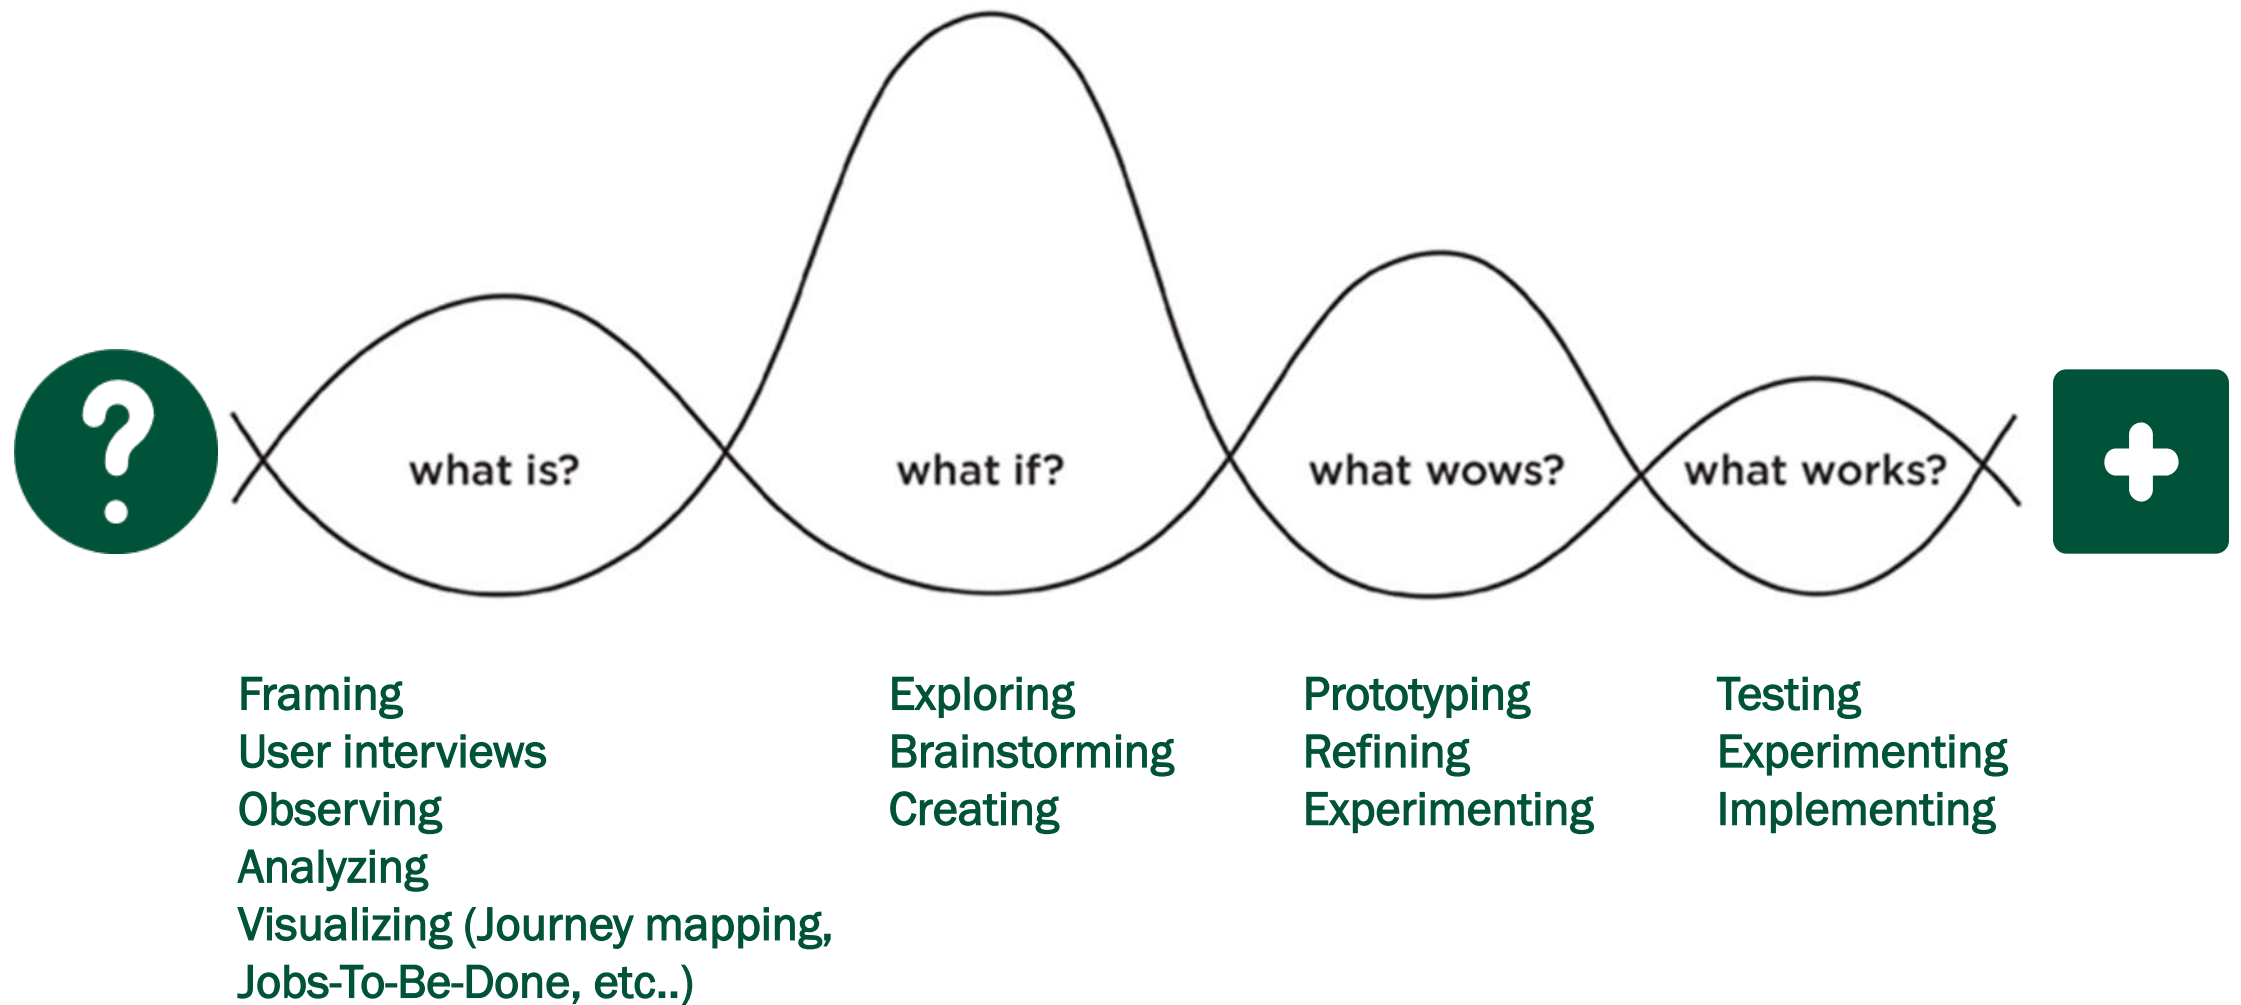 ?
what is?
what if?
what wows?
what works?
+
Framing
User interviews
Observing
Analyzing
Visualizing (Journey mapping,
Jobs-To-Be-Done, etc..)
Exploring
Brainstorming
Creating
Prototyping
Refining
Experimenting
Testing
Experimenting
Implementing